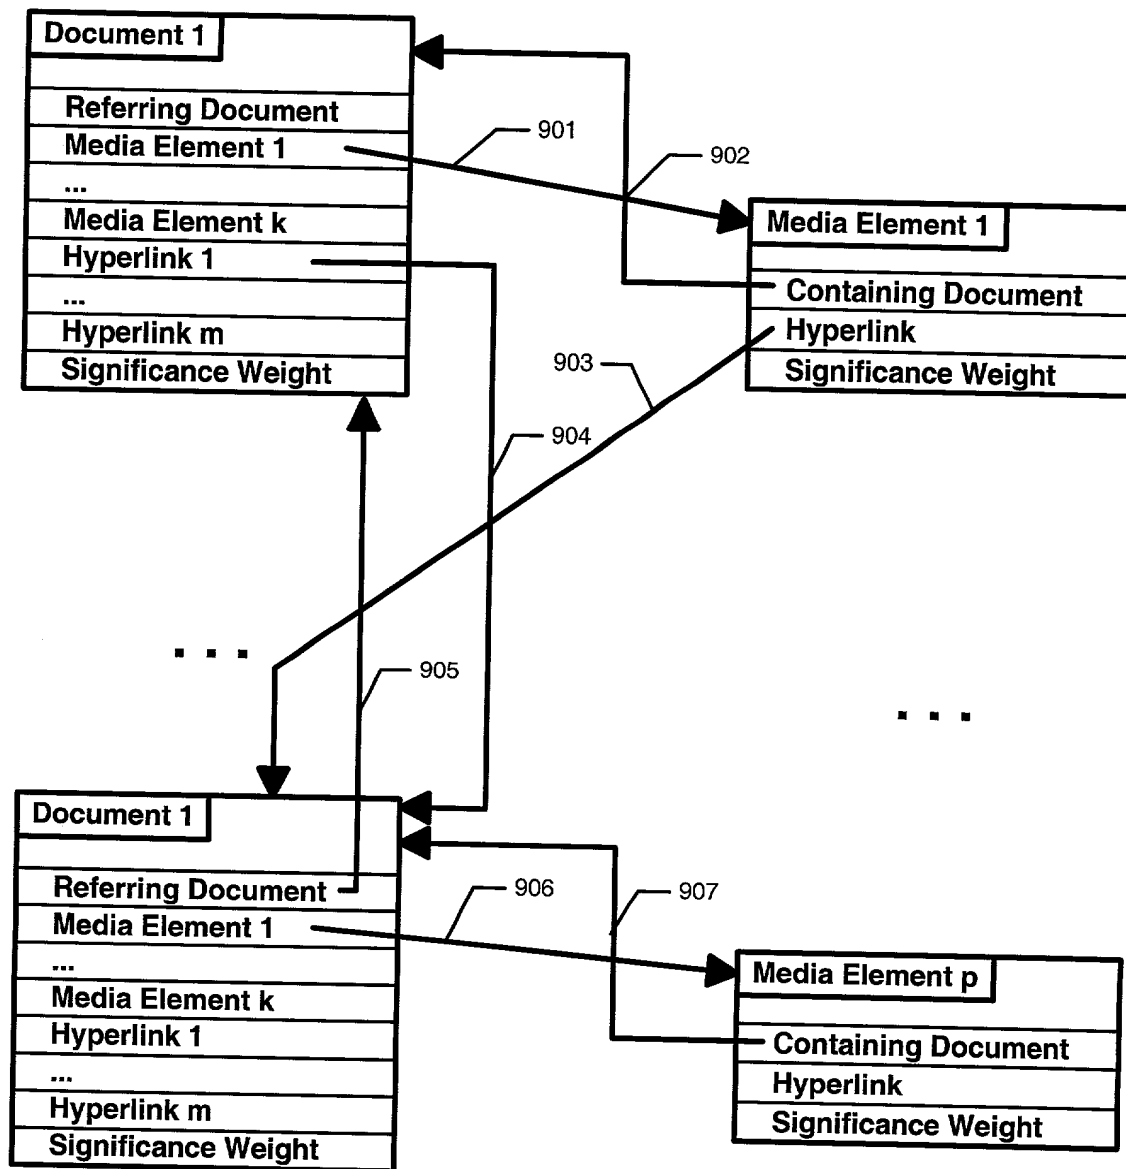 Document 1
Referring Document
Media Element 1
...
Media Element k
Hyperlink 1
...
Hyperlink m
Significance Weight
901
902
Media Element 1
Containing Document
Hyperlink
Significance Weight
903
904
. . .
905
. . .
Document 1
Referring Document
Media Element 1
...
Media Element k
Hyperlink 1
...
Hyperlink m
Significance Weight
906
907
Media Element p
Containing Document
Hyperlink
Significance Weight